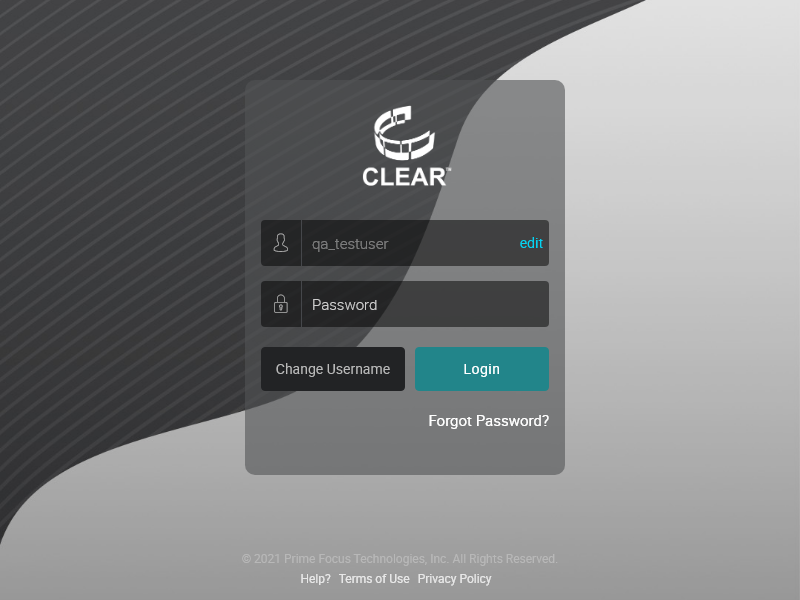 CLEAR™
qa_testuser edit
Password
Change Username Login
Forgot Password?
© 2021 Prime Focus Technologies, Inc. All Rights Reserved.
Help? Terms of Use Privacy Policy